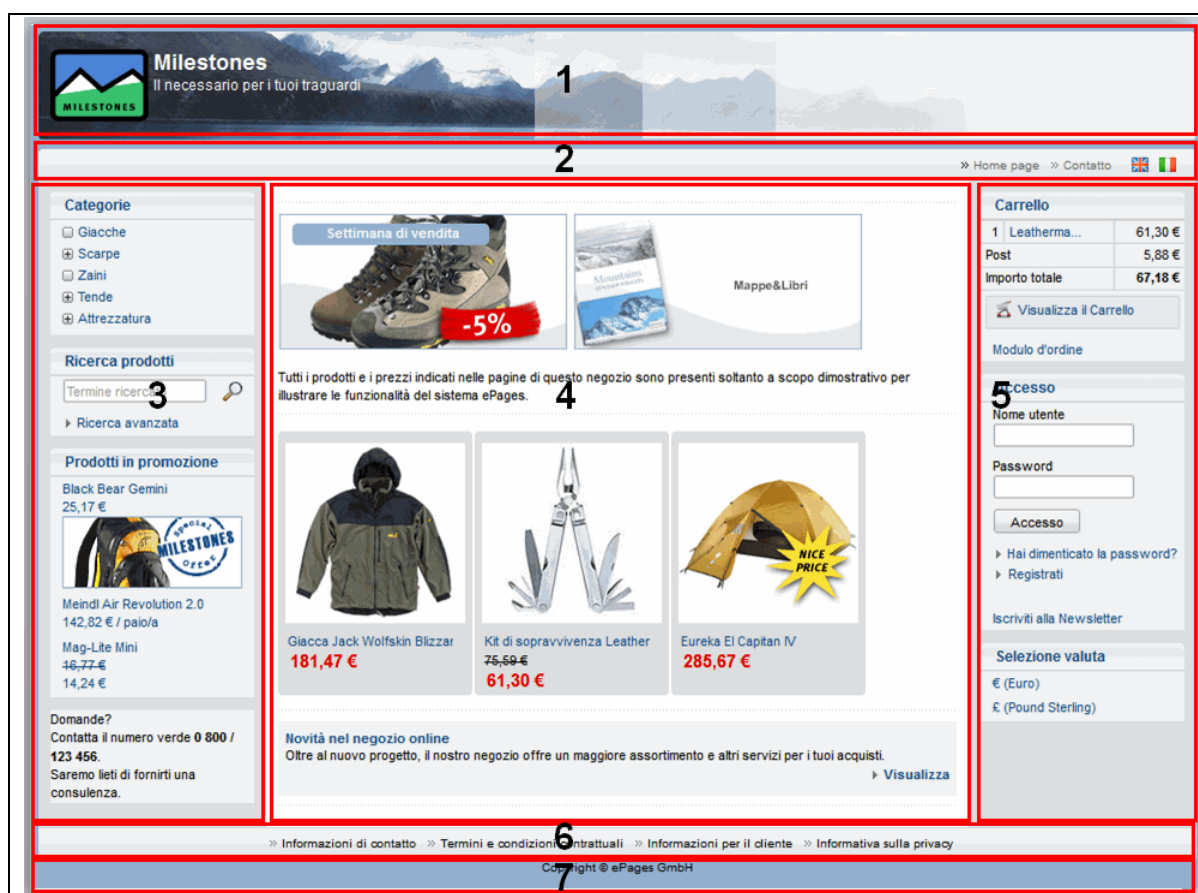 Milestones
Il necessario per i tuoi traguardi
MILESTONES
1
2
» Home page » Contatto
Categorie
Giacche
Scarpe
Zaini
Tende
Attrezzatura
Ricerca prodotti
Termine ricerca
3
Ricerca avanzata
Prodotti in promozione
Black Bear Gemini
25,17 €
Special
MILESTONES
Offer
Meindl Air Revolution 2.0
142,82 € / paio/a
Mag-Lite Mini
16,77 €
14,24 €
Domande?
Contatta il numero verde 0 800 /
123 456.
Saremo lieti di fornirti una
consulenza.
Settimana di vendita
-5%
Mountains
Mappe&Libri
Tutti i prodotti e i prezzi indicati nelle pagine di questo negozio sono presenti soltanto a scopo dimostrativo per
illustrare le funzionalità del sistema ePages.
4
NICE
PRICE
Giacca Jack Wolfskin Blizzar
181,47 €
Kit di sopravvivenza Leather
75,59 €
61,30 €
Eureka El Capitan IV
285,67 €
Novità nel negozio online
Oltre al nuovo progetto, il nostro negozio offre un maggiore assortimento e altri servizi per i tuoi acquisti.
Visualizza
Carrello
1 Leatherma... 61,30 €
Post 5,88 €
Importo totale 67,18 €
Visualizza il Carrello
Modulo d'ordine
Accesso
5
Nome utente
Password
Accesso
Hai dimenticato la password?
Registrati
Iscriviti alla Newsletter
Selezione valuta
€ (Euro)
£ (Pound Sterling)
6
» Informazioni di contatto » Termini e condizioni contrattuali » Informazioni per il cliente » Informativa sulla privacy
Copyright © ePages GmbH
7